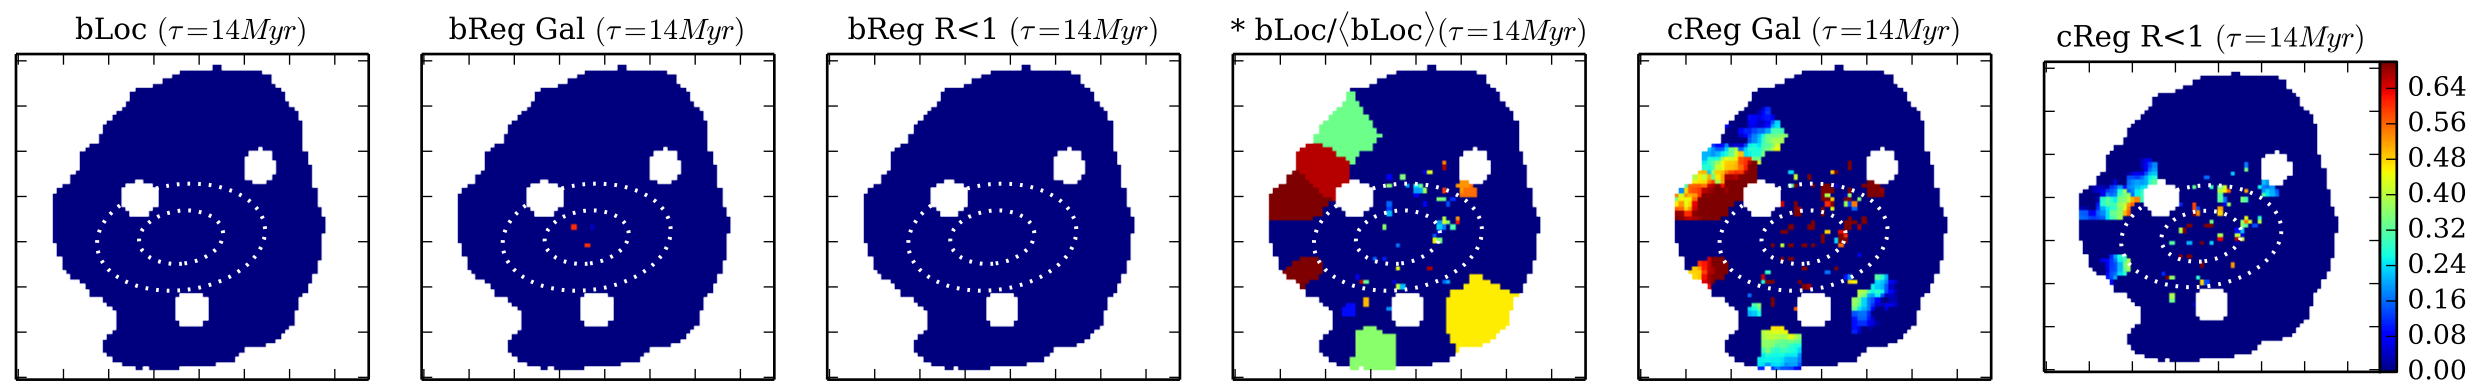 bLoc (τ=14Myr)
bReg Gal (τ=14Myr)
bReg R<1 (τ=14Myr)
* bLoc/⟨bLoc⟩(τ=14Myr)
cReg Gal (τ=14Myr)
cReg R<1 (τ=14Myr)
0.64
0.56
0.48
0.40
0.32
0.24
0.16
0.08
0.00